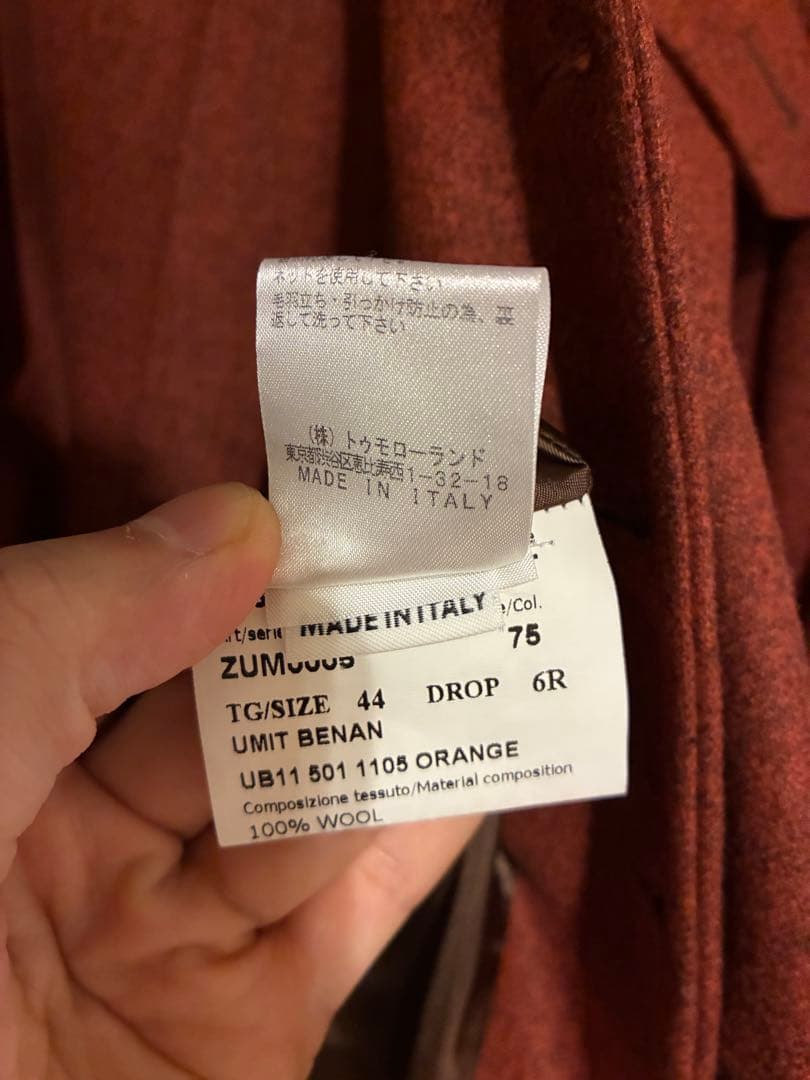 ネットを使用して下さい
毛羽立ち・引っかけ防止の為、裏
返して洗って下さい
(株)トゥモローランド
東京都渋谷区恵比寿西1-32-18
MADE IN ITALY
MADE IN ITALY
/Col.
75
TG/SIZE 44 DROP 6R
UMIT BENAN
UB11 501 1105 ORANGE
Composizione tessuto/Material composition
100% WOOL